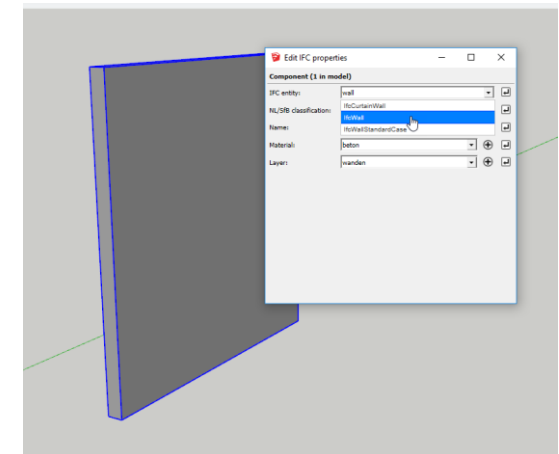 Edit IFC properties
Component (1 in model)
IFC entity: wall
IfcCurtainWall
NL/SfB classification:
IfcWall
Name:
IfcWallStandardCase
Material: beton
Layer: wanden